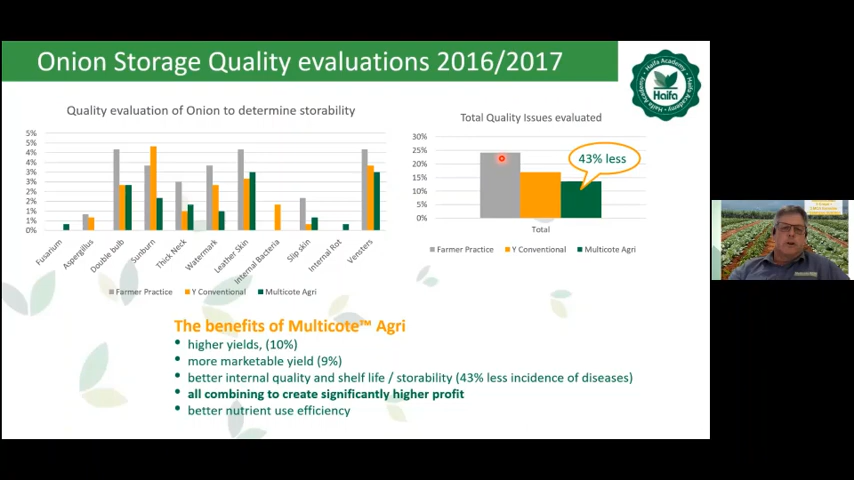 Onion Storage Quality evaluations 2016/2017
Haifa Academy
Haifa
Haifa Academy
Quality evaluation of Onion to determine storability
5%
5%
4%
4%
3%
3%
2%
2%
1%
1%
0%
Fusarium
Aspergillus
Double bulb
Sunburn
Thick Neck
Watermark
Leather Skin
Internal Bacteria
Slip skin
Internal Rot
Vensters
Farmer Practice
Y Conventional
Multicote Agri
Total Quality Issues evaluated
30%
25%
20%
15%
10%
5%
0%
43% less
Total
Farmer Practice
Y Conventional
Multicote Agri
The benefits of Multicote™ Agri
• higher yields, (10%)
• more marketable yield (9%)
• better internal quality and shelf life / storability (43% less incidence of diseases)
• all combining to create significantly higher profit
• better nutrient use efficiency